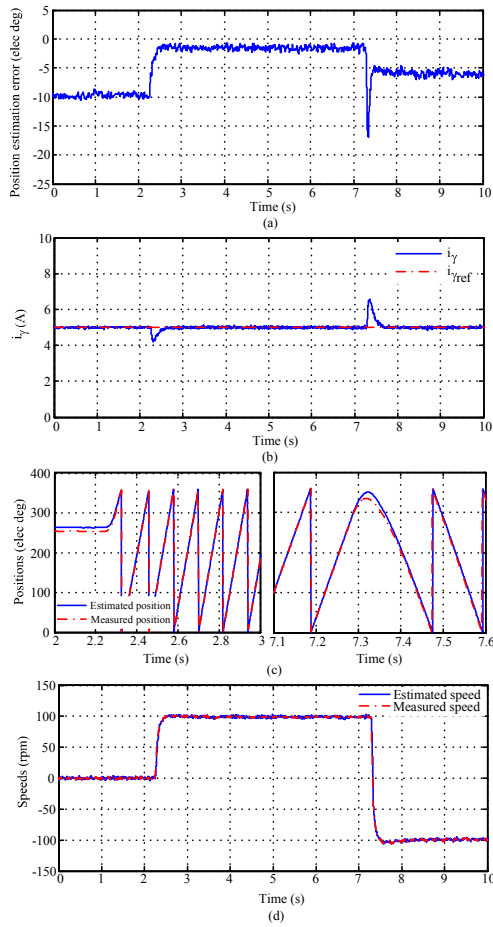 Position estimation error (elec deg)
5
0
-5
-10
-15
-20
-25
0 1 2 3 4 5 6 7 8 9 10
Time (s)
(a)
iγ (A)
10
8
6
4
2
0
iγ
iγref
0 1 2 3 4 5 6 7 8 9 10
Time (s)
(b)
Positions (elec deg)
400
300
200
100
0
Estimated position
Measured position
2 2.2 2.4 2.6 2.8 3
7.1 7.2 7.3 7.4 7.5 7.6
Time (s)
Time (s)
(c)
Speeds (rpm)
150
100
50
0
-50
-100
-150
Estimated speed
Measured speed
0 1 2 3 4 5 6 7 8 9 10
Time (s)
(d)